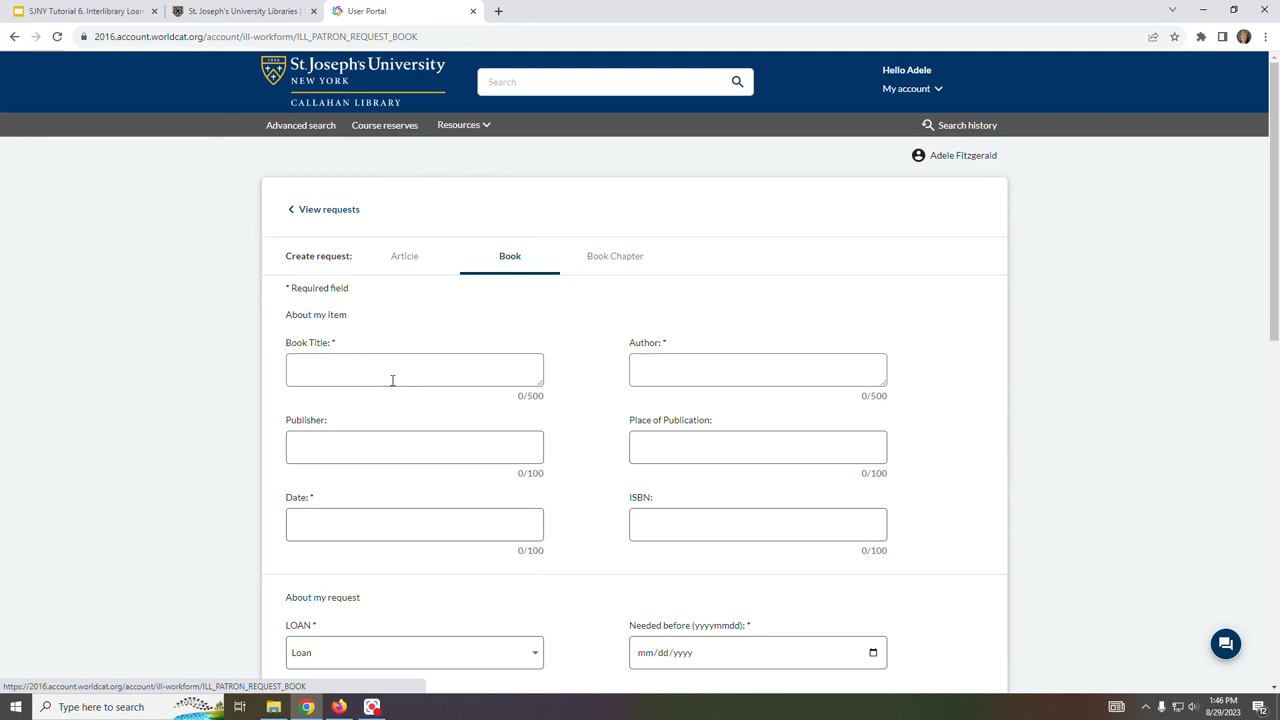 SJNY Tutorial 6. Interlibrary Loan
St. Joseph's University Libraries |
User Portal
2016.account.worldcat.org/account/ill-workform/ILL_PATRON_REQUEST_BOOK
St. Joseph's University
NEW YORK
CALLAHAN LIBRARY
Search
Hello Adele
My account
Advanced search Course reserves Resources Search history
Adele Fitzgerald
View requests
Create request: Article Book Book Chapter
* Required field
About my item
Book Title: * Author: *
0/500 0/500
Publisher: Place of Publication:
0/100 0/100
Date: * ISBN:
0/100 0/100
About my request
LOAN * Needed before (yyyymmdd): *
Loan mm/dd/yyyy
https://2016.account.worldcat.org/account/ill-workform/ILL_PATRON_REQUEST_BOOK
Type here to search
1:46 PM
8/29/2023
12